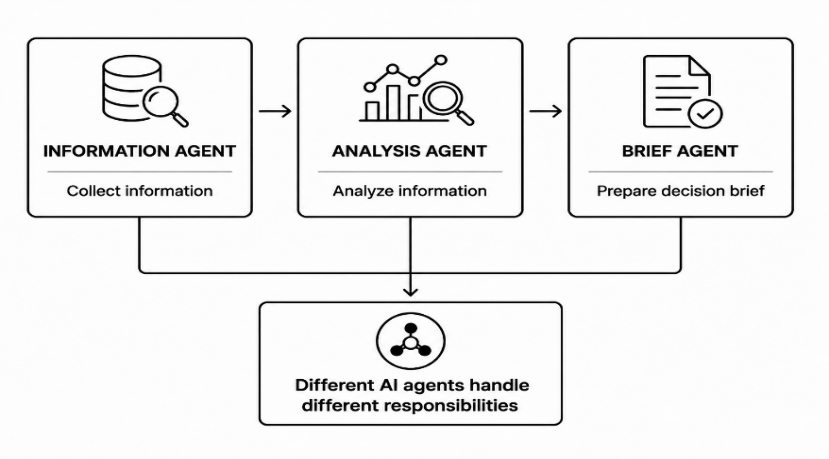 INFORMATION AGENT
Collect information
ANALYSIS AGENT
Analyze information
BRIEF AGENT
Prepare decision brief
Different AI agents handle
different responsibilities